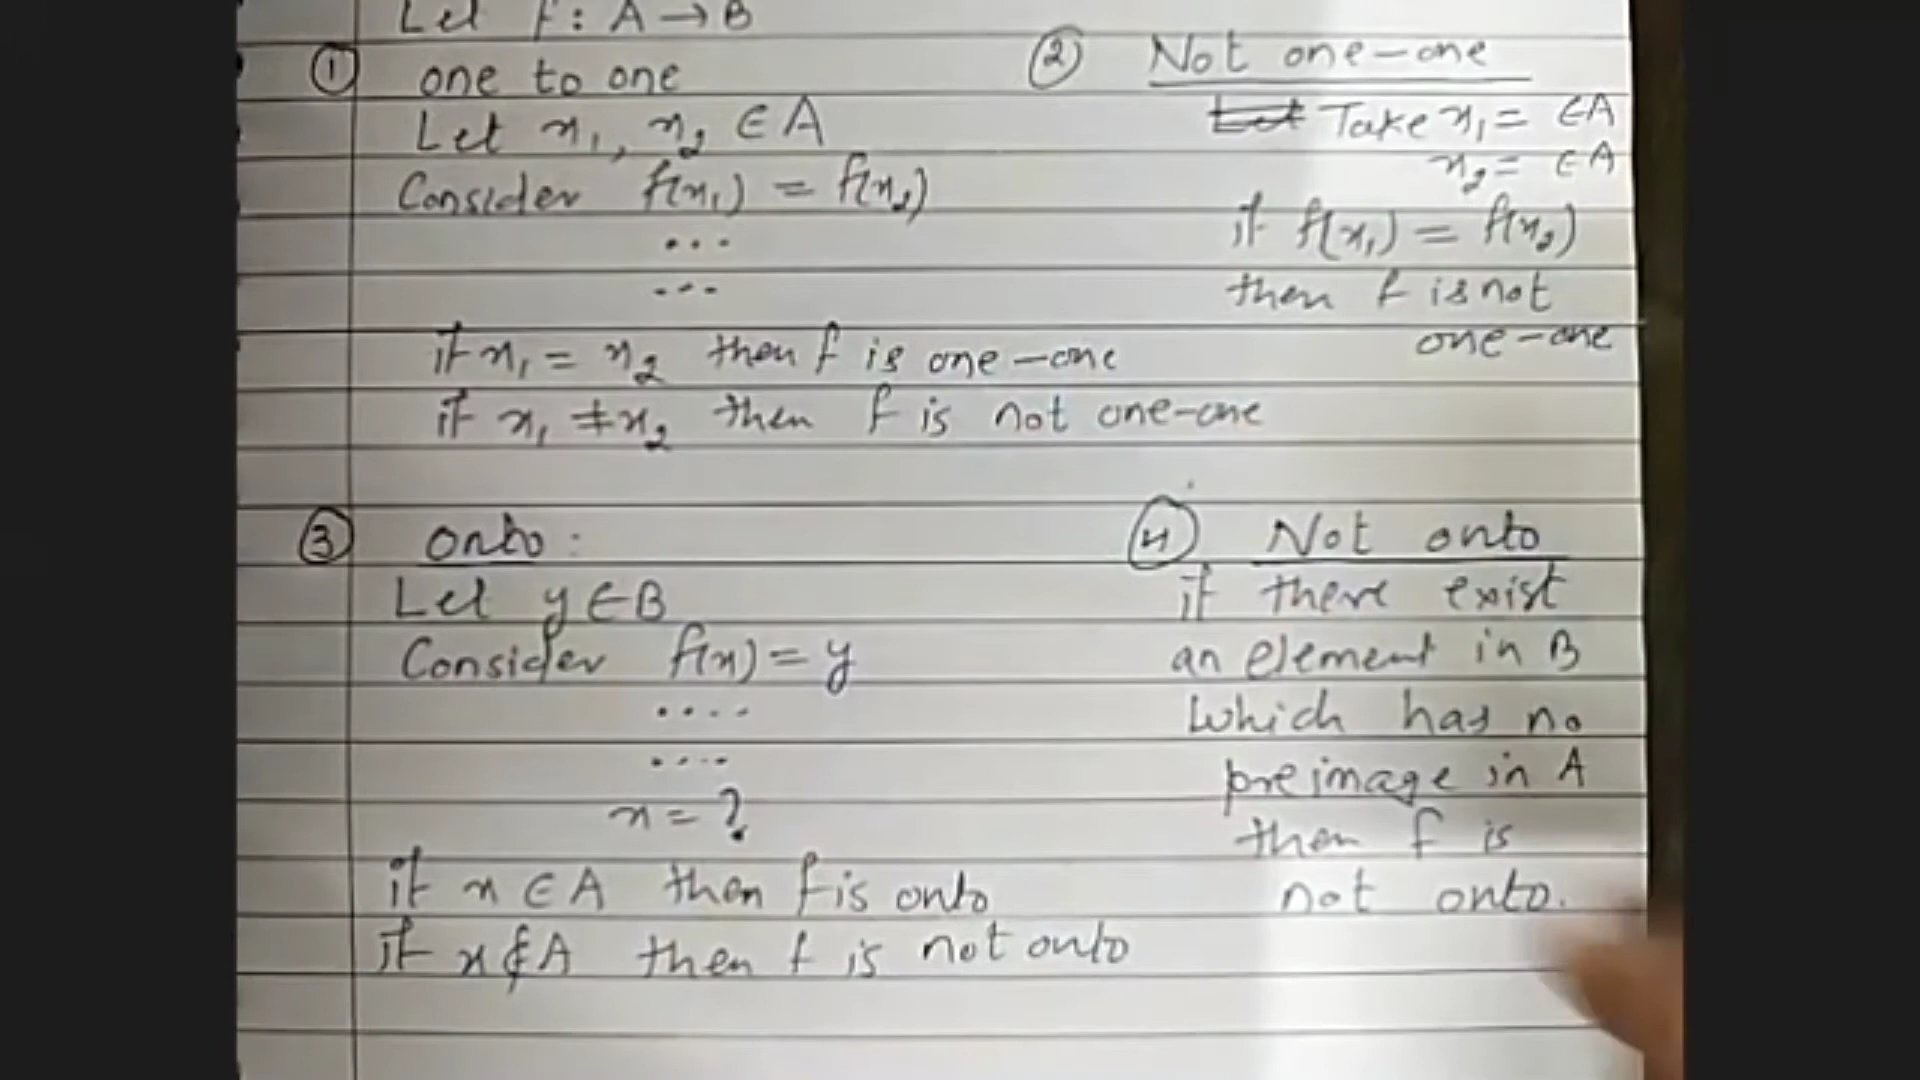 Let f: A → B
① one to one
Let x₁, x₂ ∈ A
Consider f(x₁) = f(x₂)
...
...
if x₁ = x₂ then f is one-one
if x₁ ≠ x₂ then f is not one-one
② Not one-one
Take x₁ = ∈A
x₂ = ∈A
if f(x₁) = f(x₂)
then f is not
one-one
③ onto:
Let y ∈ B
Consider f(x) = y
....
....
x = ?
if x ∈ A then f is onto
if x ∉ A then f is not onto
④ Not onto
if there exist
an element in B
which has no
preimage in A
then f is
not onto.